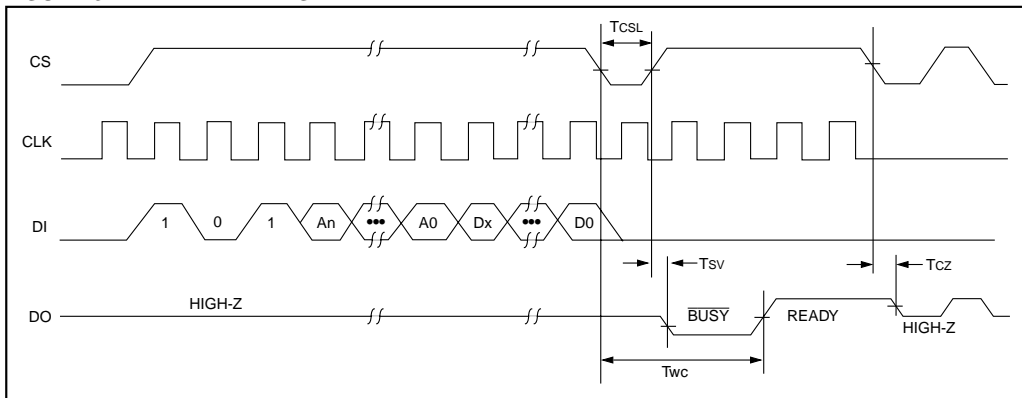 TCSL
CS
CLK
DI
1 0 1 An ••• A0 Dx ••• D0
TSV
TCZ
DO
HIGH-Z
BUSY
READY
HIGH-Z
TWC